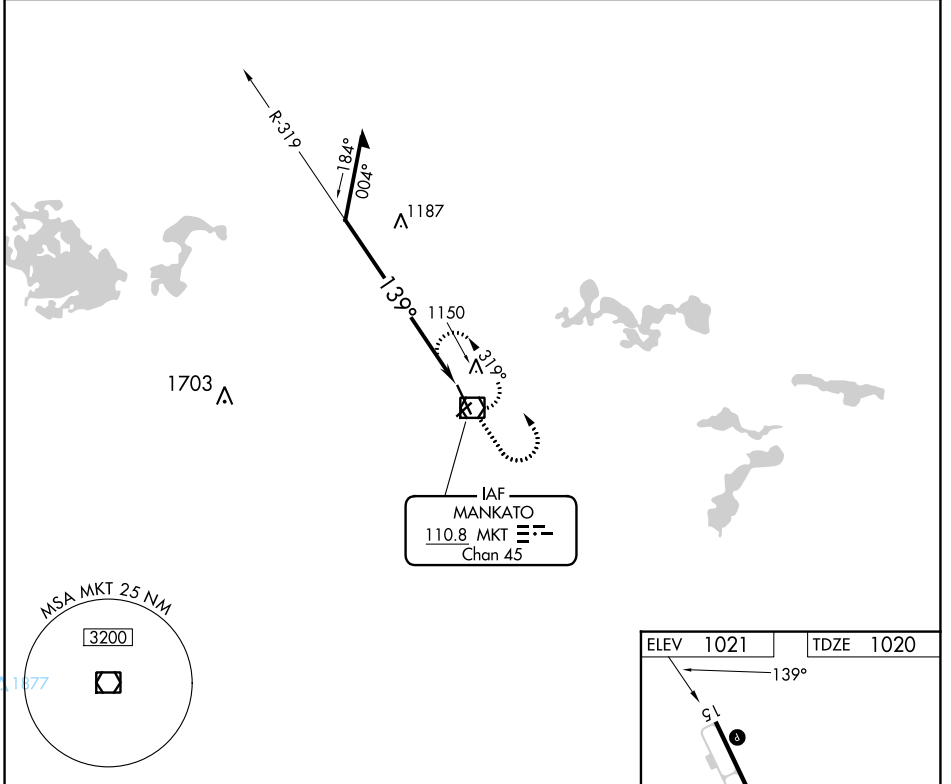 R-319
184°
004°
1187
139°
1150
319°
1703
IAF
MANKATO
110.8 MKT
Chan 45
MSA MKT 25 NM
3200
1877
ELEV 1021
TDZE 1020
139°
15
P